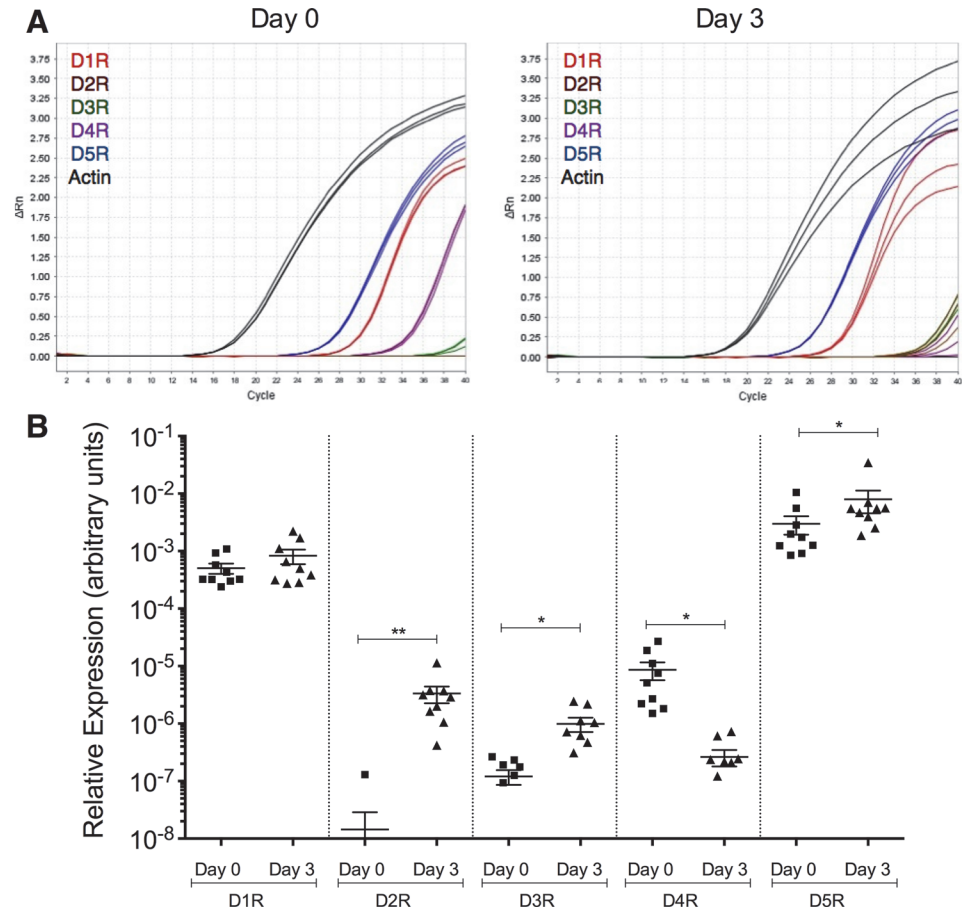 A
Day 0
Day 3
D1R
D2R
D3R
D4R
D5R
Actin
3.75
3.50
3.25
3.00
2.75
2.50
2.25
2.00
1.75
1.50
1.25
1.00
0.75
0.50
0.25
0.00
ΔRn
2 4 6 8 10 12 14 16 18 20 22 24 26 28 30 32 34 36 38 40
Cycle
D1R
D2R
D3R
D4R
D5R
Actin
3.75
3.50
3.25
3.00
2.75
2.50
2.25
2.00
1.75
1.50
1.25
1.00
0.75
0.50
0.25
0.00
ΔRn
2 4 6 8 10 12 14 16 18 20 22 24 26 28 30 32 34 36 38 40
Cycle
B
Relative Expression (arbitrary units)
10⁻¹
10⁻²
10⁻³
10⁻⁴
10⁻⁵
10⁻⁶
10⁻⁷
10⁻⁸
** * * *
Day 0 Day 3 Day 0 Day 3 Day 0 Day 3 Day 0 Day 3 Day 0 Day 3
D1R D2R D3R D4R D5R